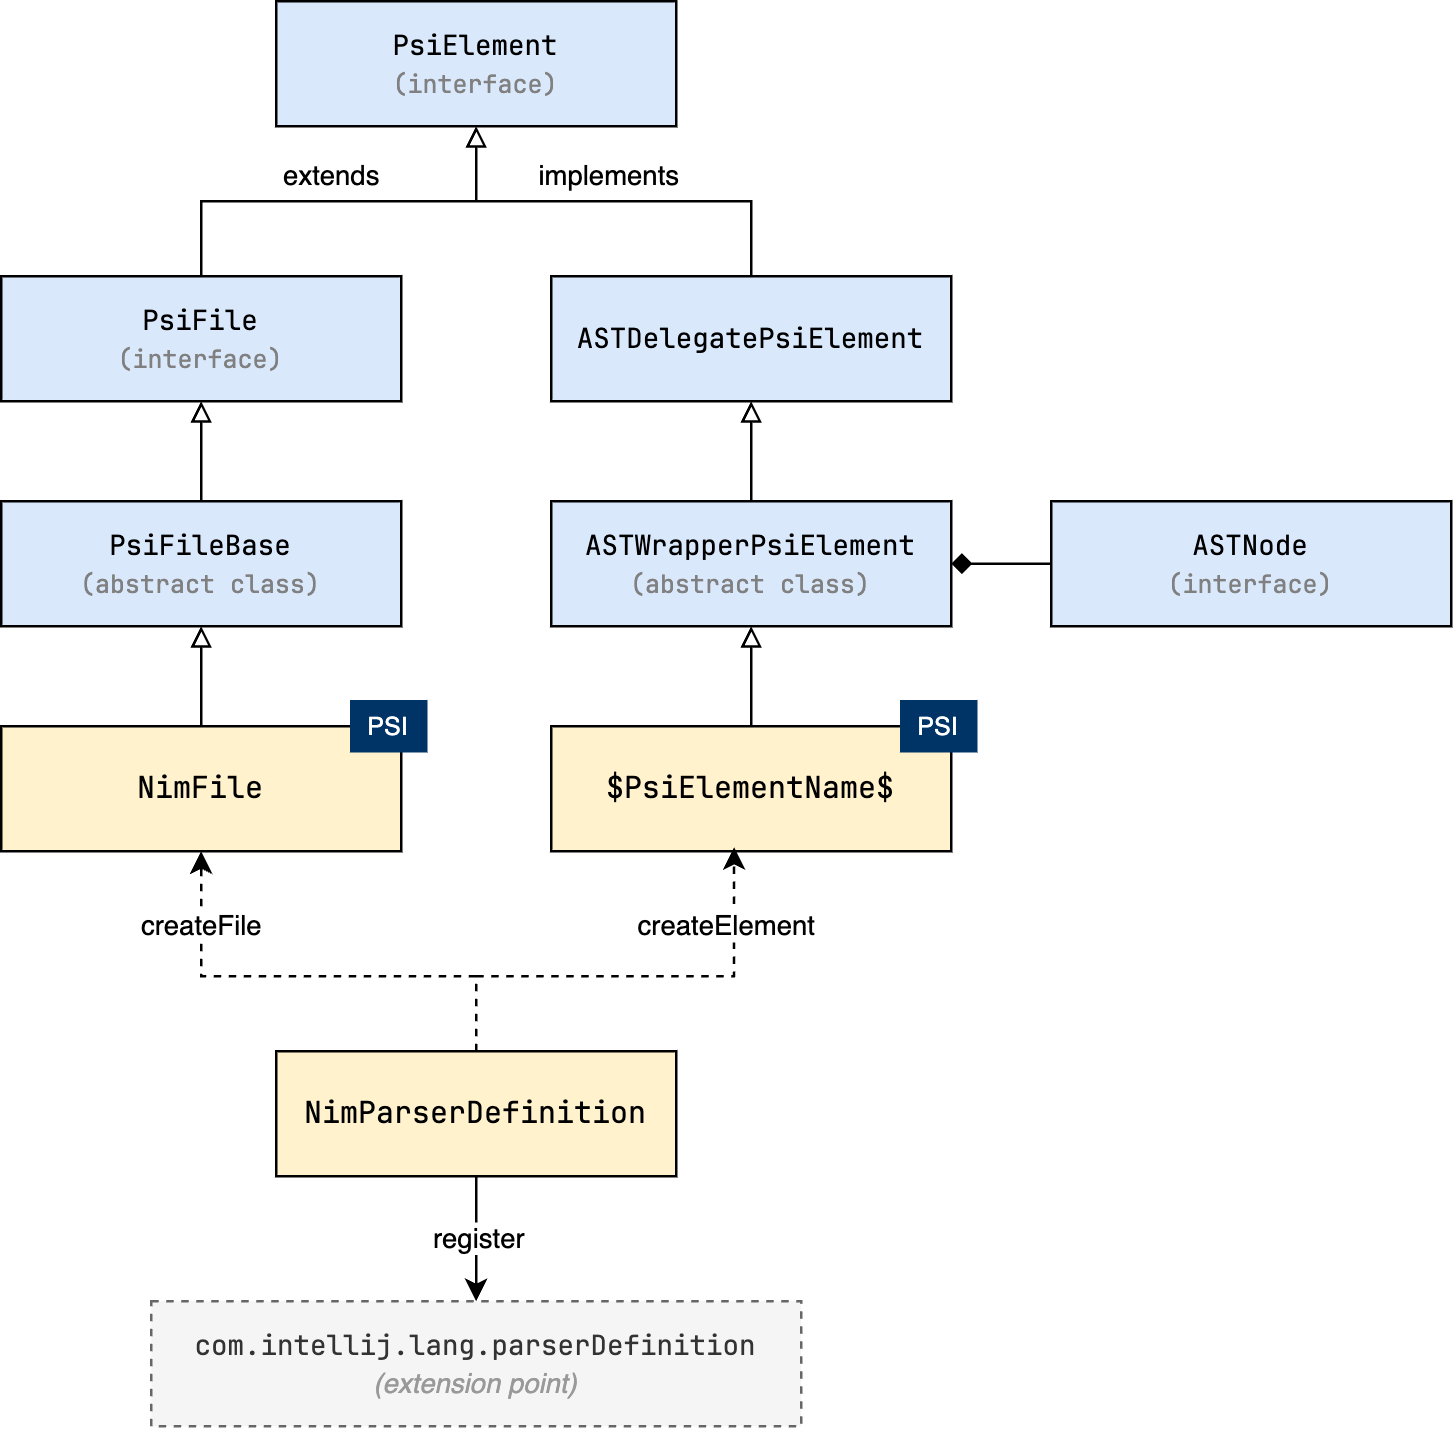 PsiElement
(interface)
extends
implements
PsiFile
(interface)
ASTDelegatePsiElement
PsiFileBase
(abstract class)
ASTWrapperPsiElement
(abstract class)
ASTNode
(interface)
PSI
NimFile
PSI
$PsiElementName$
createFile
createElement
NimParserDefinition
register
com.intellij.lang.parserDefinition
(extension point)